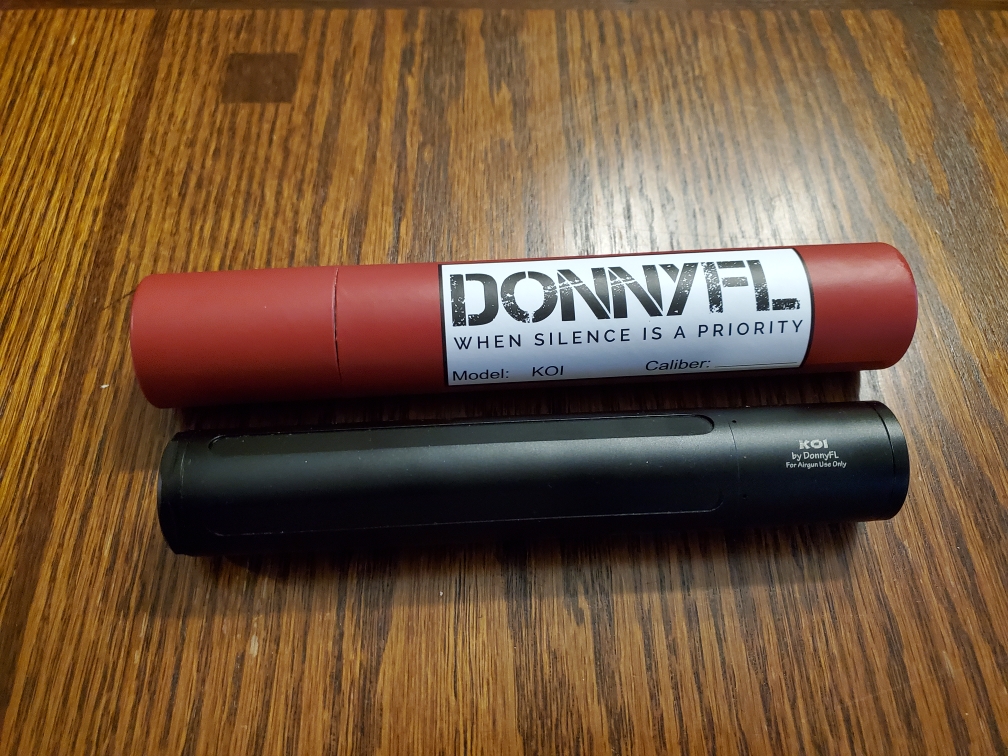 DONNYFL
WHEN SILENCE IS A PRIORITY
Model: KOI Caliber:
KOI
by DonnyFL
For Airgun Use Only